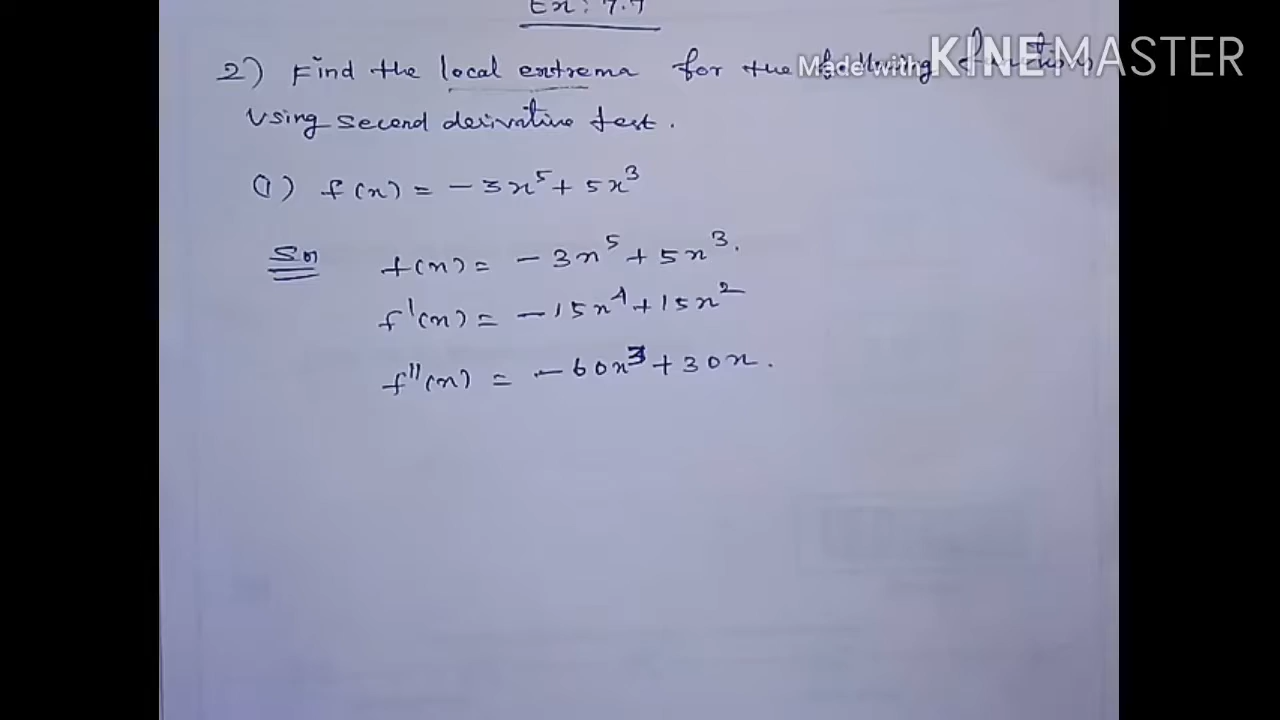 Ex: 7.7
2) Find the local extrema for the following functions
Made with KINEMASTER
Using second derivative test.
(i) f(x) = -3x⁵ + 5x³
Sol f(x) = -3x⁵ + 5x³.
f'(x) = -15x⁴ + 15x²
f''(x) = -60x³ + 30x.